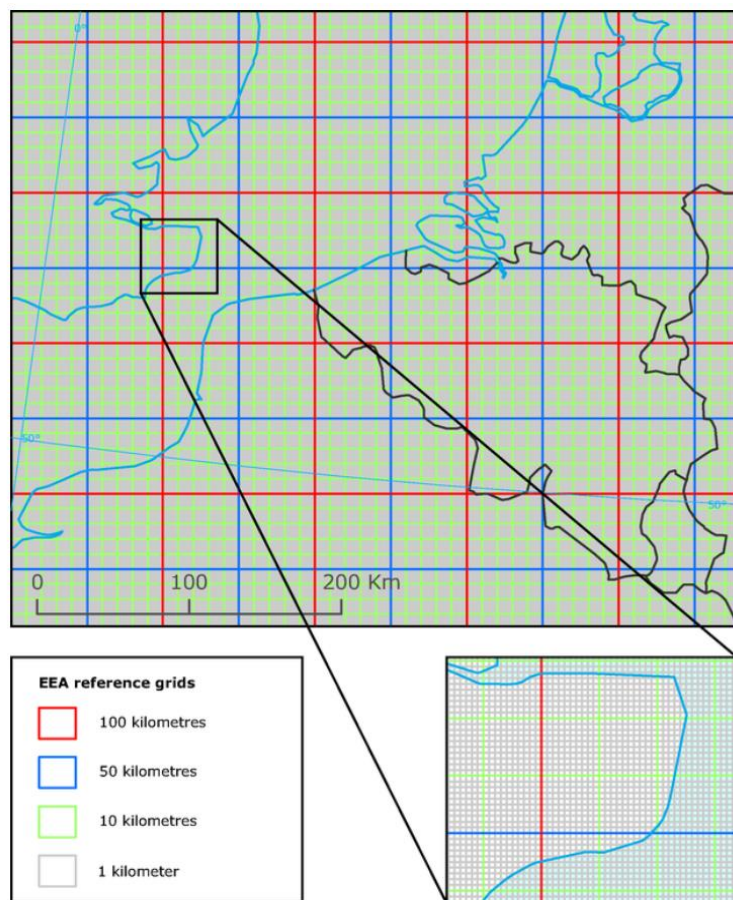 0°
50°
50°
0 100 200 Km
EEA reference grids
100 kilometres
50 kilometres
10 kilometres
1 kilometer